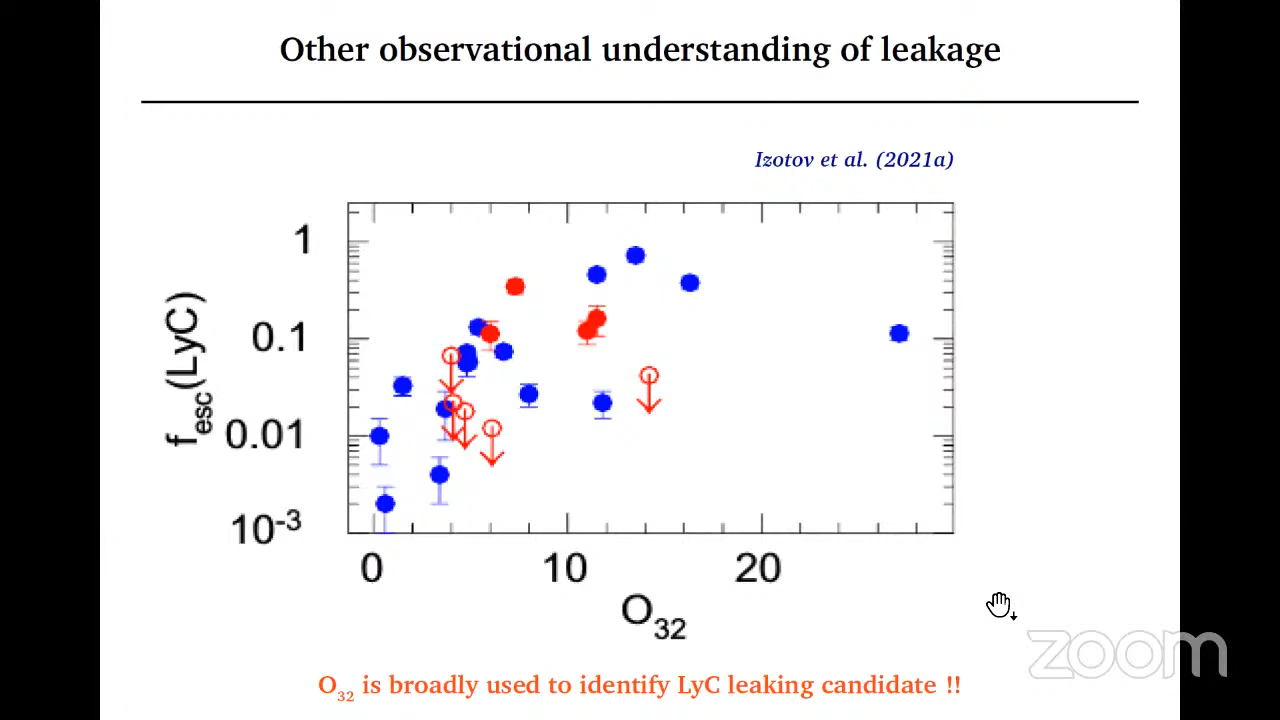 Other observational understanding of leakage
Izotov et al. (2021a)
1
0.1
0.01
10-3
fesc(LyC)
0 10 20
O32
zoom
O32 is broadly used to identify LyC leaking candidate !!